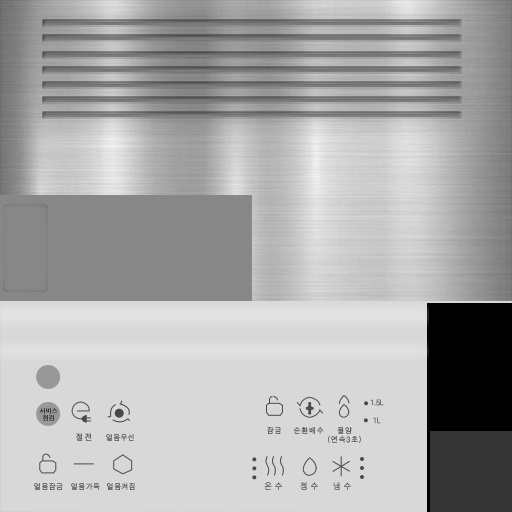 서비스
점검
절전
얼음우선
얼음잠금
얼음가득
얼음커짐
잠금
순환배수
물양
(연속3초)
1.5L
1L
온수
정수
냉수